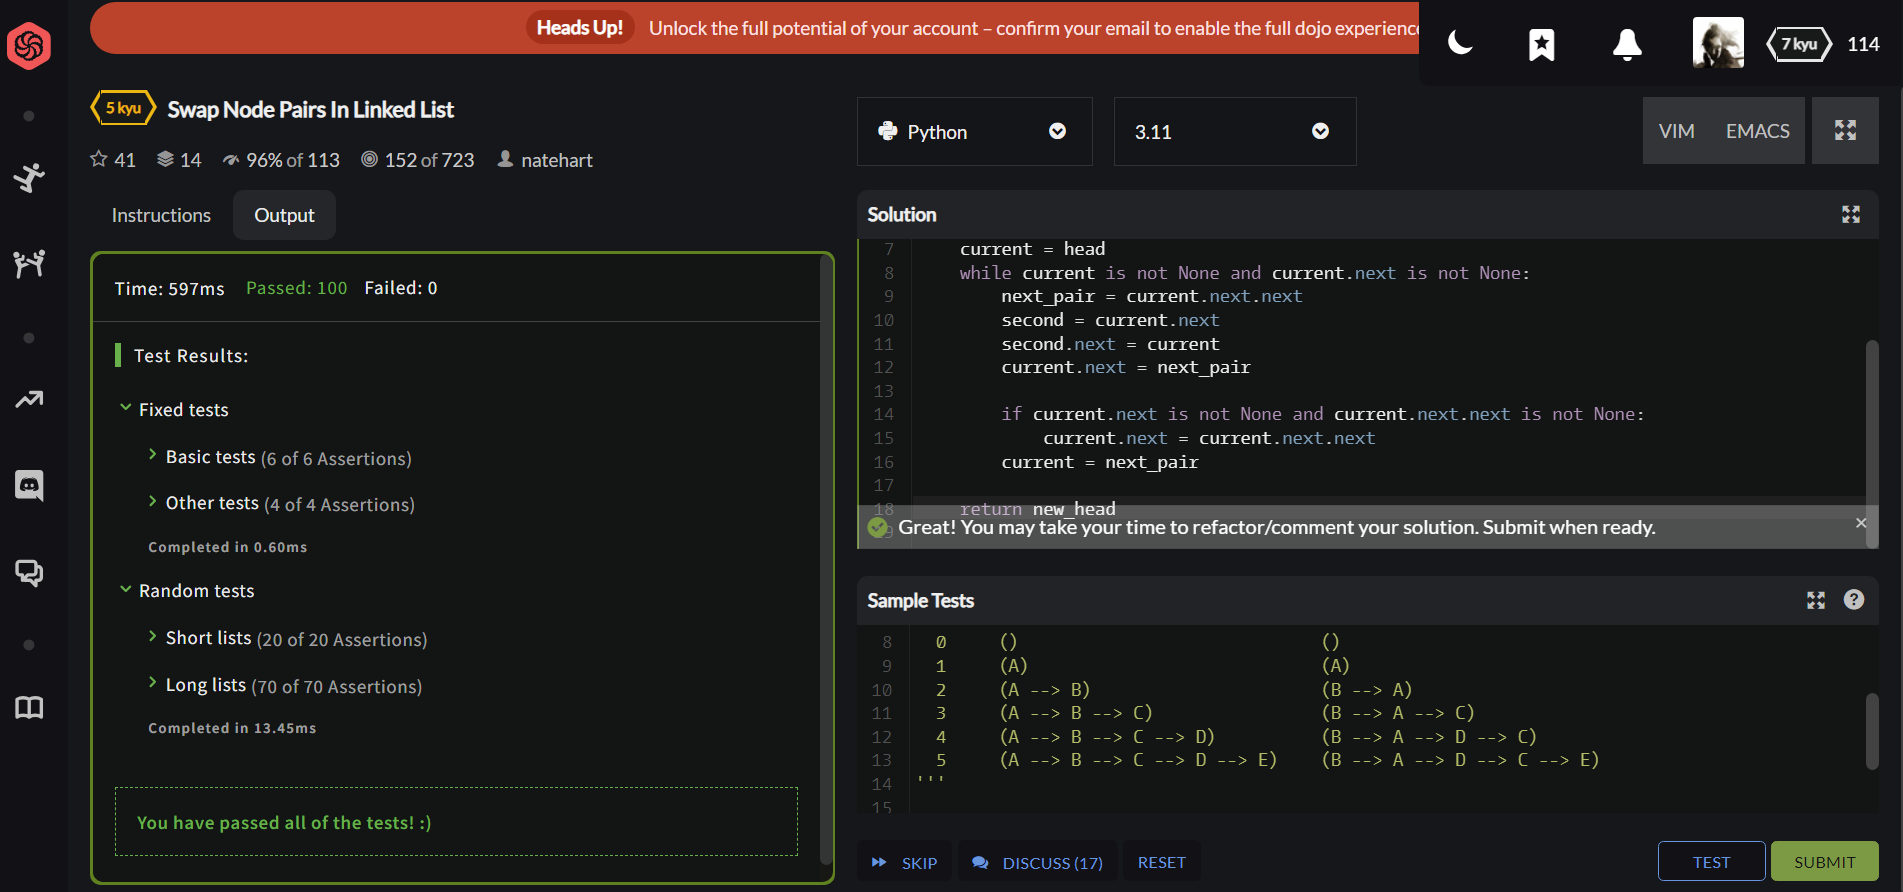 Heads Up! Unlock the full potential of your account – confirm your email to enable the full dojo experience
7 kyu 114
5 kyu Swap Node Pairs In Linked List
41 14 96% of 113 152 of 723 natehart
Instructions Output
Time: 597ms Passed: 100 Failed: 0
Test Results:
Fixed tests
Basic tests (6 of 6 Assertions)
Other tests (4 of 4 Assertions)
Completed in 0.60ms
Random tests
Short lists (20 of 20 Assertions)
Long lists (70 of 70 Assertions)
Completed in 13.45ms
You have passed all of the tests! :)
Python 3.11 VIM EMACS
Solution
7 current = head
8 while current is not None and current.next is not None:
9 next_pair = current.next.next
10 second = current.next
11 second.next = current
12 current.next = next_pair
13
14 if current.next is not None and current.next.next is not None:
15 current.next = current.next.next
16 current = next_pair
17
18 return new_head
Great! You may take your time to refactor/comment your solution. Submit when ready. ×
Sample Tests ?
8 0 () ()
9 1 (A) (A)
10 2 (A --> B) (B --> A)
11 3 (A --> B --> C) (B --> A --> C)
12 4 (A --> B --> C --> D) (B --> A --> D --> C)
13 5 (A --> B --> C --> D --> E) (B --> A --> D --> C --> E)
14 '''
15
SKIP DISCUSS (17) RESET TEST SUBMIT